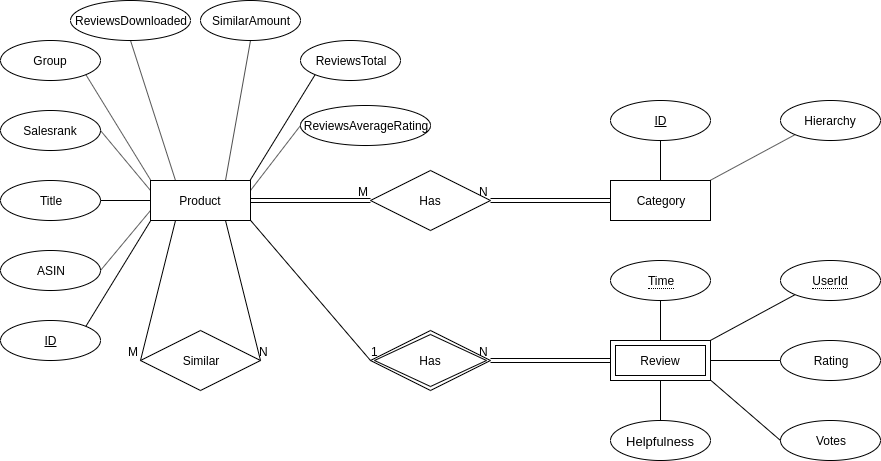 ReviewsDownloaded
SimilarAmount
Group
ReviewsTotal
Salesrank
ReviewsAverageRating
ID
Hierarchy
Title
Product
M
Has
N
Category
ASIN
Time
UserId
ID
M
Similar
N
1
Has
N
Review
Rating
Helpfulness
Votes